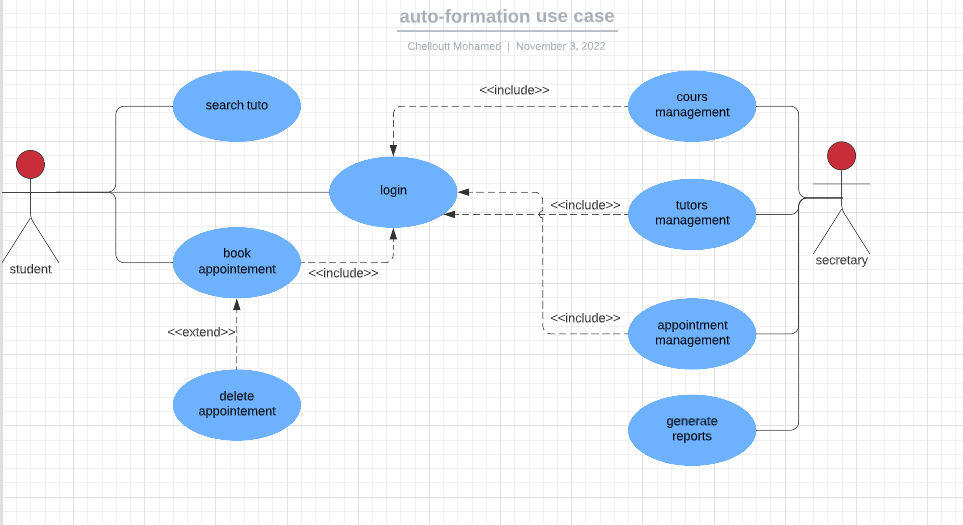 auto-formation use case
Chelloutt Mohamed | November 3, 2022
<<include>>
search tuto
cours
management
login
<<include>>
tutors
management
student
book
appointement
<<include>>
secretary
<<extend>>
<<include>>
appointment
management
delete
appointement
generate
reports